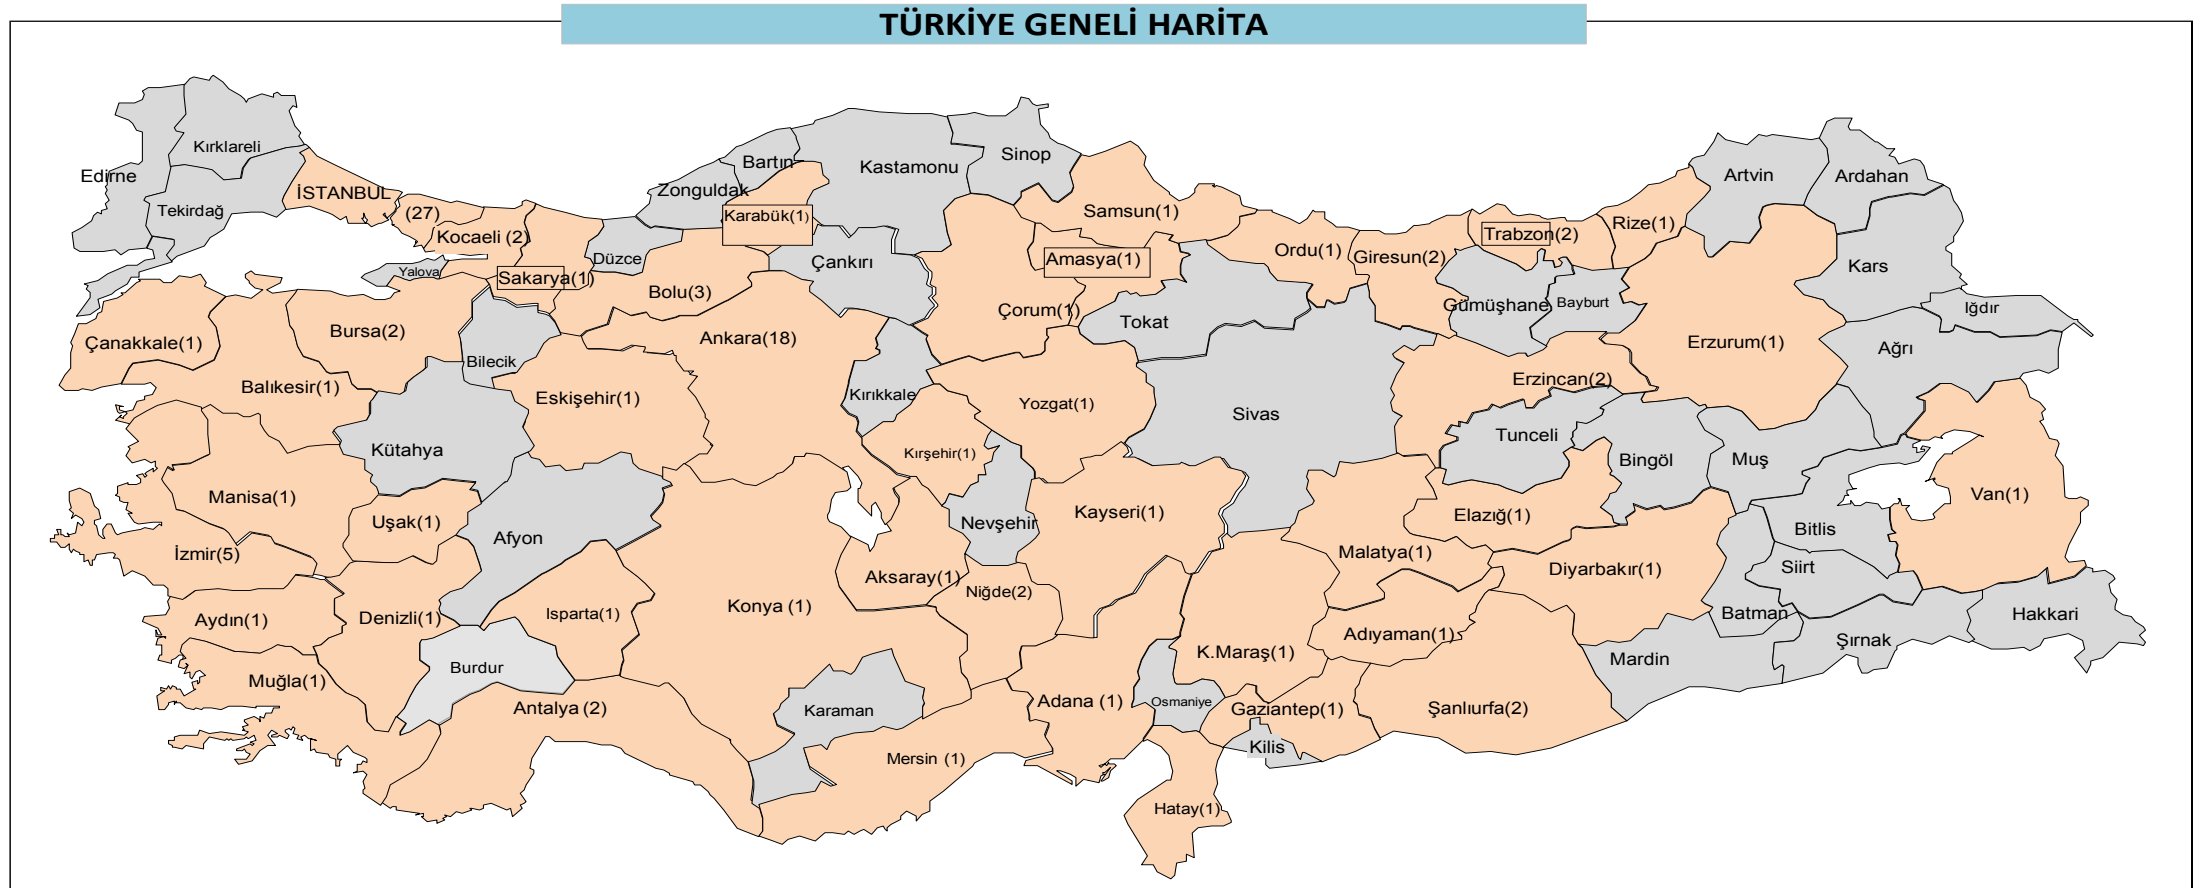 TÜRKİYE GENELİ HARİTA
Edirne
Kırklareli
Tekirdağ
İSTANBUL
(27)
Kocaeli (2)
Yalova
Sakarya(1)
Düzce
Zonguldak
Bartın
Karabük(1)
Kastamonu
Sinop
Samsun(1)
Çankırı
Bolu(3)
Amasya(1)
Çorum(1)
Tokat
Ordu(1)
Giresun(2)
Trabzon(2)
Rize(1)
Artvin
Ardahan
Kars
Iğdır
Ağrı
Gümüşhane
Bayburt
Erzurum(1)
Erzincan(2)
Çanakkale(1)
Bursa(2)
Bilecik
Balıkesir(1)
Kütahya
Eskişehir(1)
Ankara(18)
Kırıkkale
Kırşehir(1)
Yozgat(1)
Sivas
Tunceli
Bingöl
Muş
Van(1)
Bitlis
Siirt
Batman
Hakkari
Şırnak
Mardin
Manisa(1)
Uşak(1)
İzmir(5)
Afyon
Aydın(1)
Denizli(1)
Isparta(1)
Burdur
Muğla(1)
Antalya (2)
Konya (1)
Aksaray(1)
Nevşehir
Niğde(2)
Kayseri(1)
Malatya(1)
Elazığ(1)
Diyarbakır(1)
Adıyaman(1)
K.Maraş(1)
Şanlıurfa(2)
Gaziantep(1)
Kilis
Osmaniye
Adana (1)
Karaman
Mersin (1)
Hatay(1)